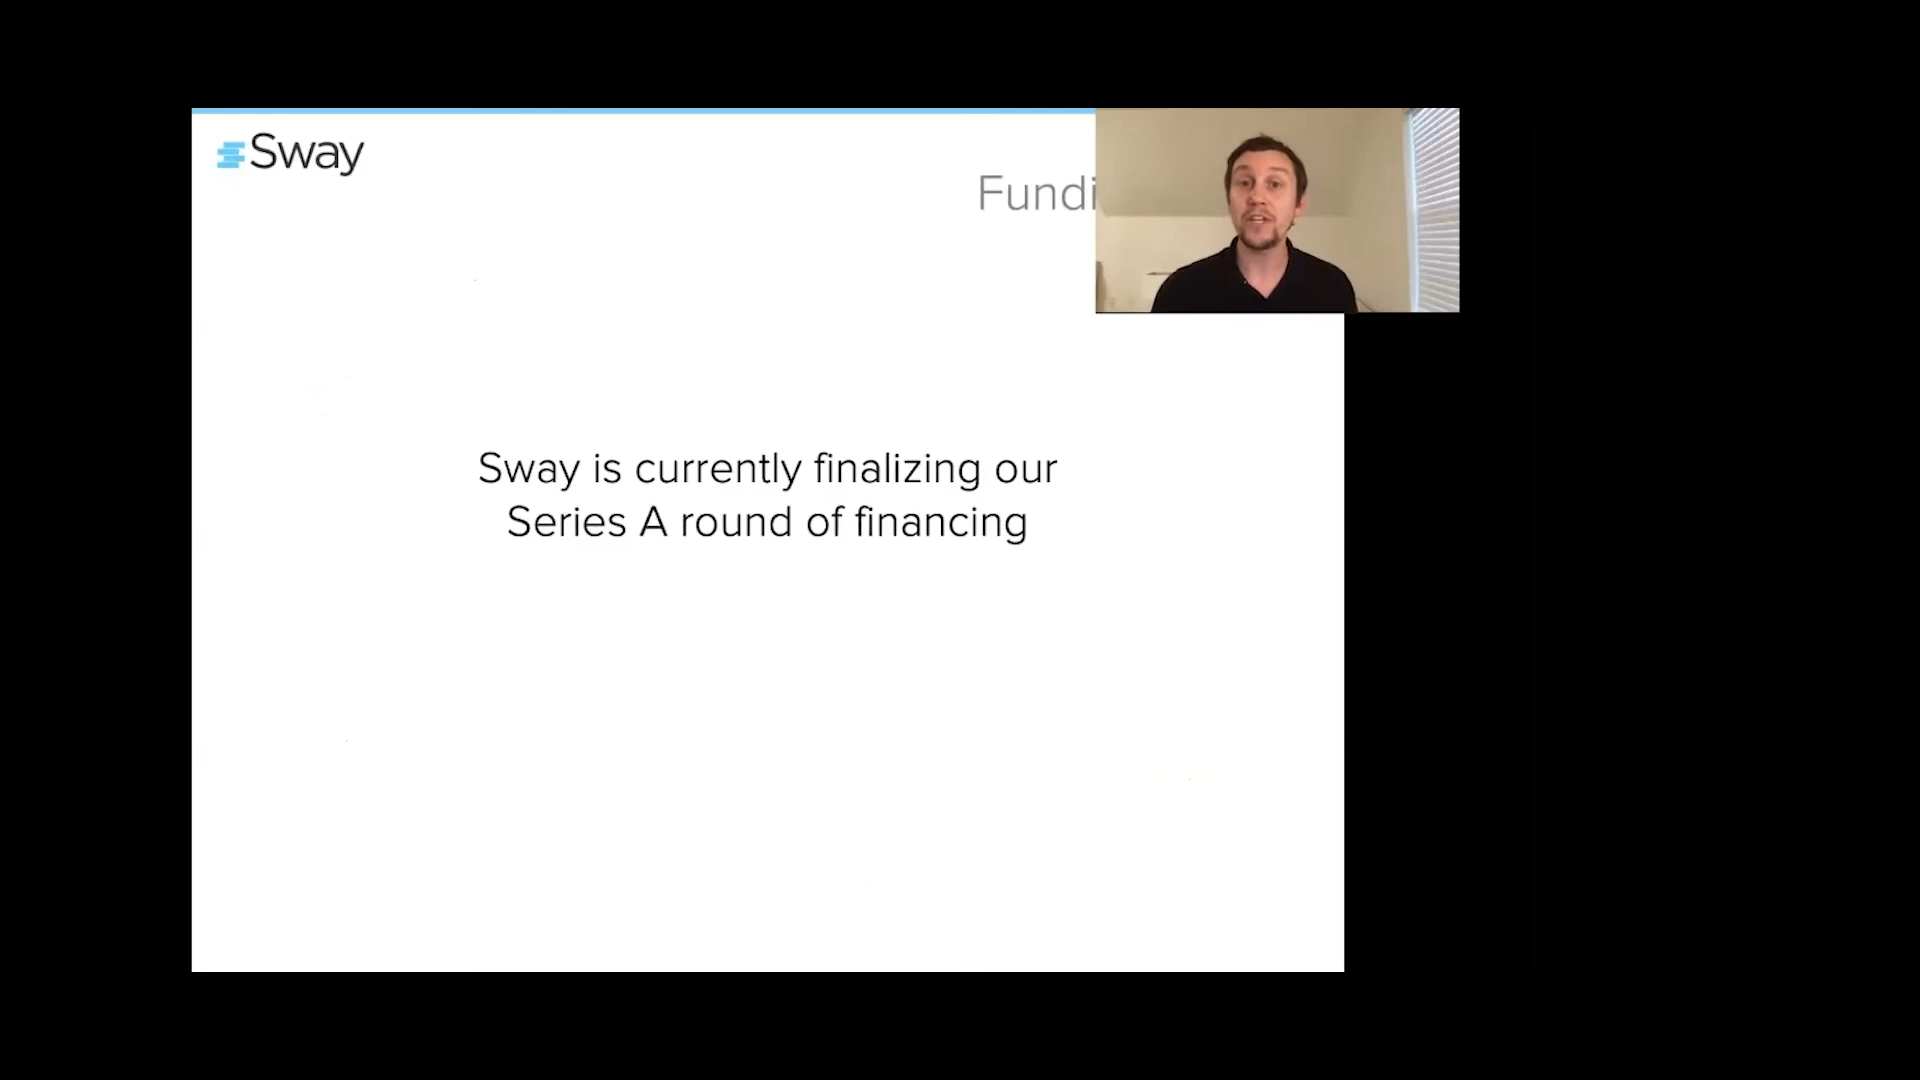 Sway
Fundi
Sway is currently finalizing our
Series A round of financing